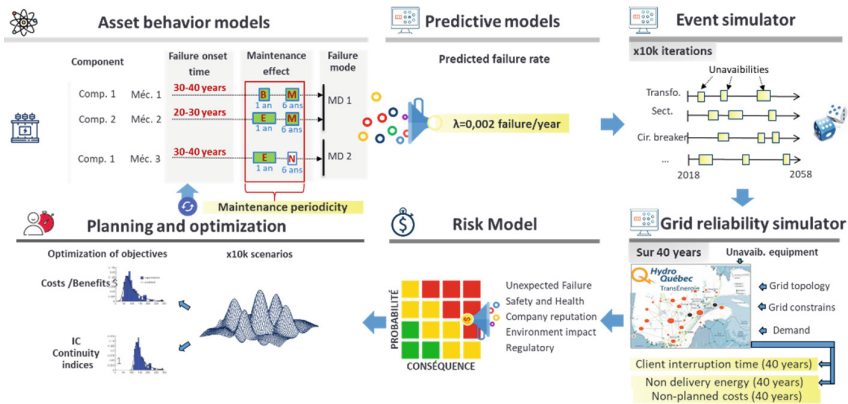 Asset behavior models
Component
Failure onset
time
Maintenance
effect
Failure
mode
Comp. 1 Méc. 1 30-40 years B M MD 1
1 an 6 ans
Comp. 2 Méc. 2 20-30 years E M
1 an 6 ans
Comp. 1 Méc. 3 30-40 years E N MD 2
1 an 6 ans
Maintenance periodicity
Predictive models
Predicted failure rate
λ=0,002 failure/year
Event simulator
x10k iterations
Unavaibilities
Transfo.
Sect.
Cir. breaker
...
2018 2058
Planning and optimization
Optimization of objectives
x10k scenarios
Costs /Benefits
IC
Continuity
indices
Risk Model
PROBABILITÉ
CONSÉQUENCE
Unexpected Failure
Safety and Health
Company reputation
Environment impact
Regulatory
Grid reliability simulator
Sur 40 years
Unavaib. equipment
Hydro
Québec
TransÉnergie
Grid topology
Grid constrains
Demand
Client interruption time (40 years)
Non delivery energy (40 years)
Non-planned costs (40 years)